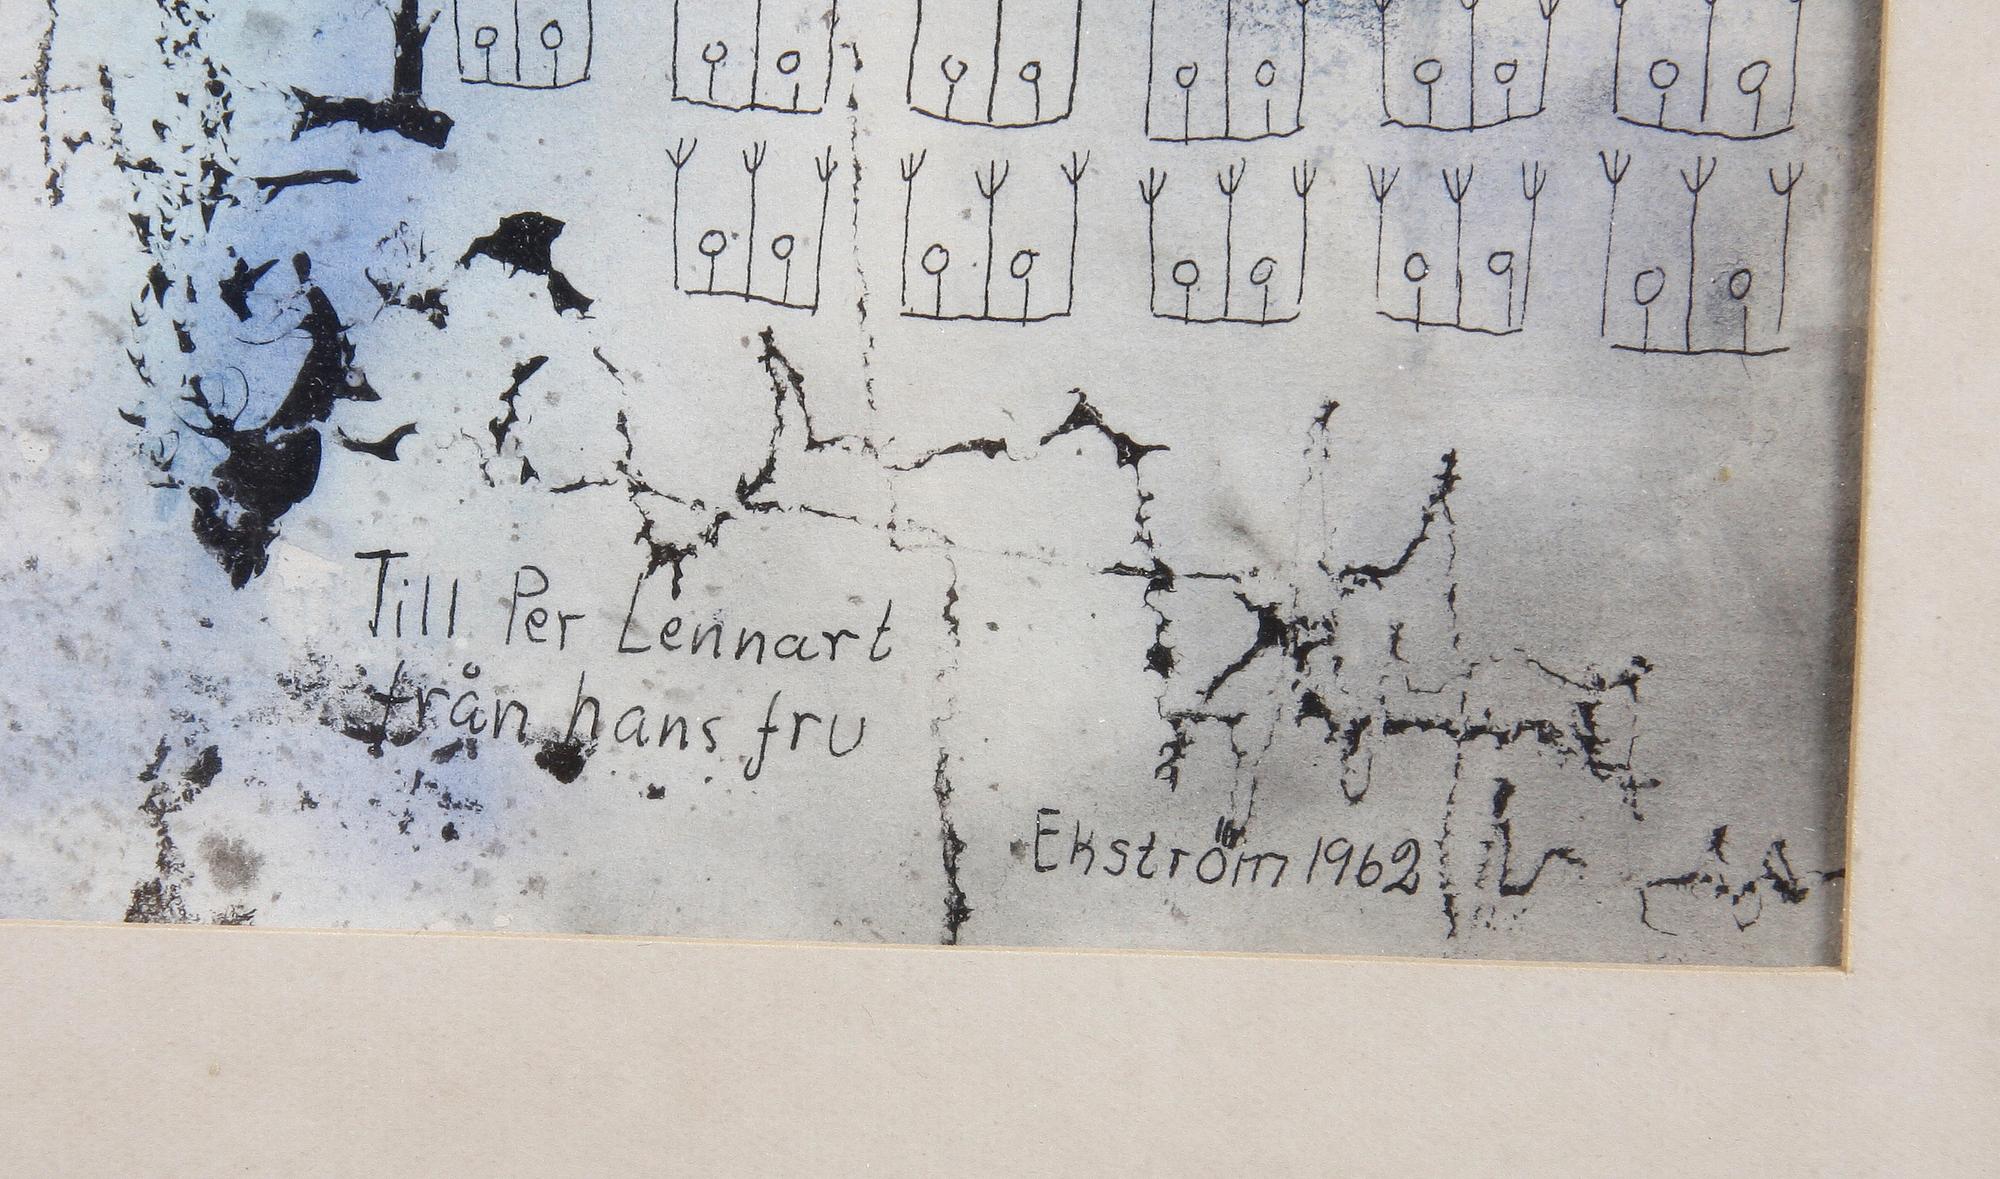 Till Per Lennart
från hans fru
Ekström 1962